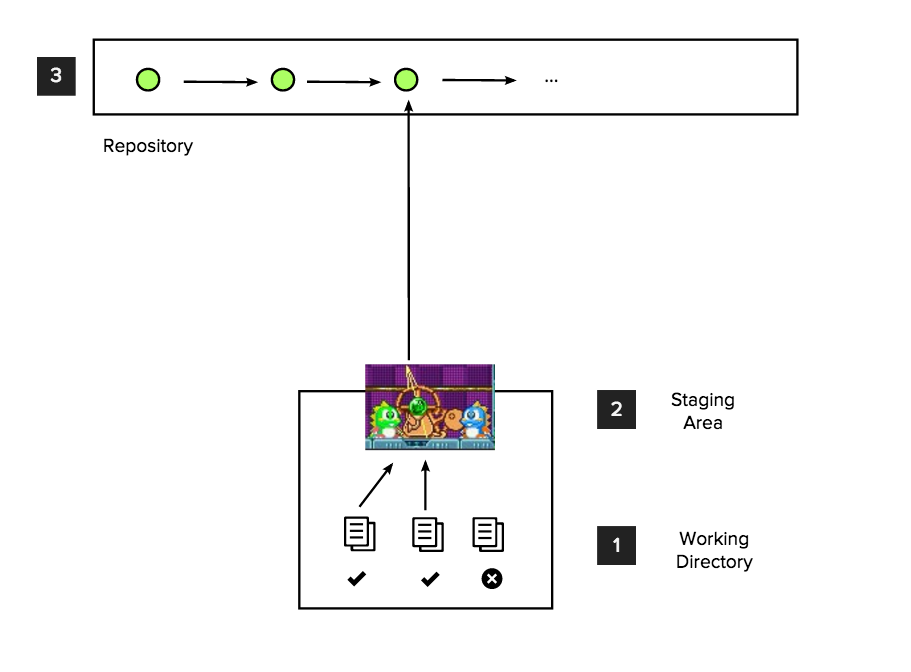 3
...
Repository
2
Staging
Area
1
Working
Directory